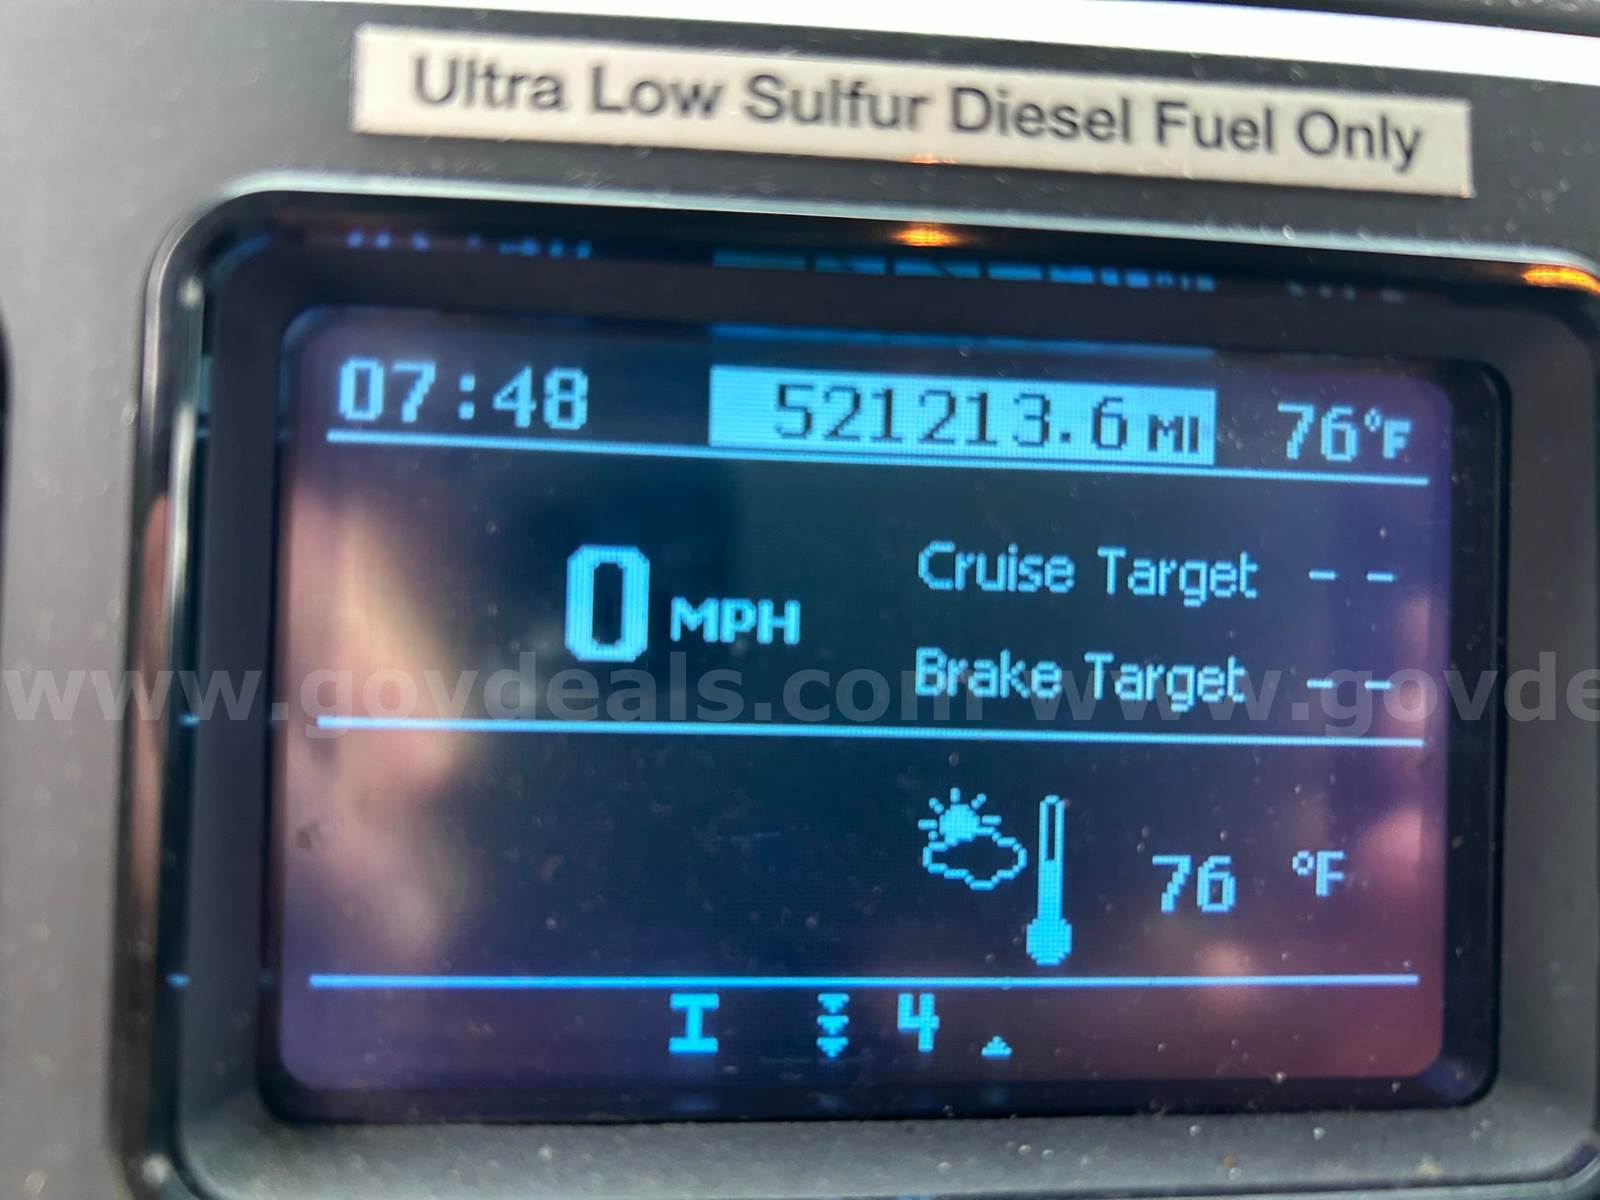 Ultra Low Sulfur Diesel Fuel Only
07:48 521213.6 MI 76°F
0 MPH
Cruise Target --
Brake Target --
www.govdeals.com www.govde
76 °F
I 4